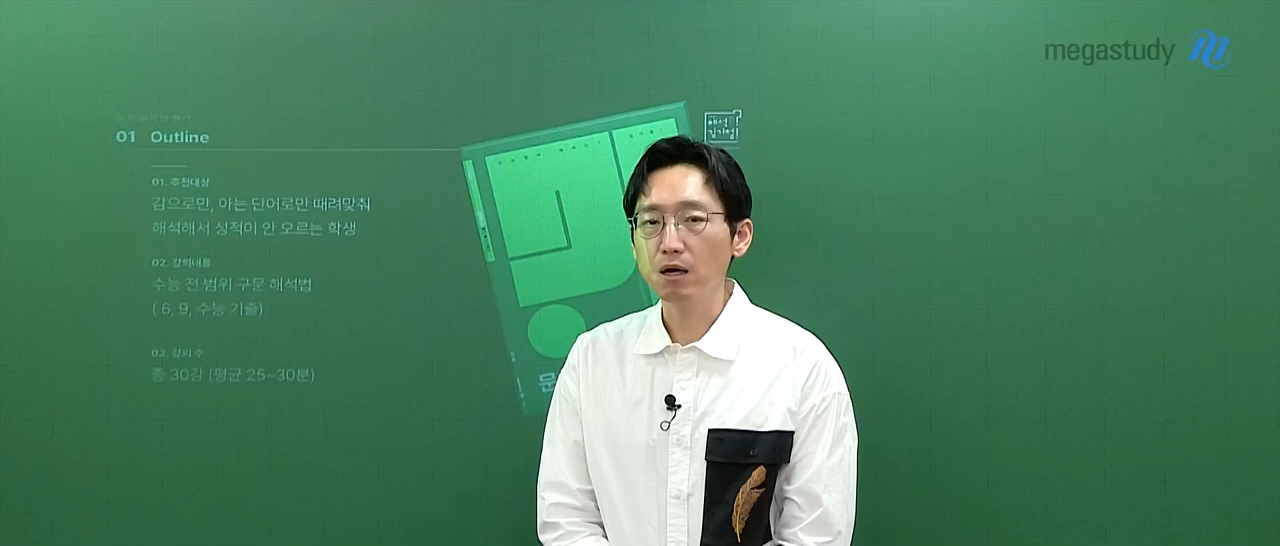 megastudy
01 Outline
01. 추천대상
감으로만, 아는 단어로만 때려맞춰
해석해서 성적이 안 오르는 학생
02. 강의내용
수능 전 범위 구문 해석법
( 6, 9, 수능 기출)
03. 강의 수
총 30강 (평균 25~30분)
문